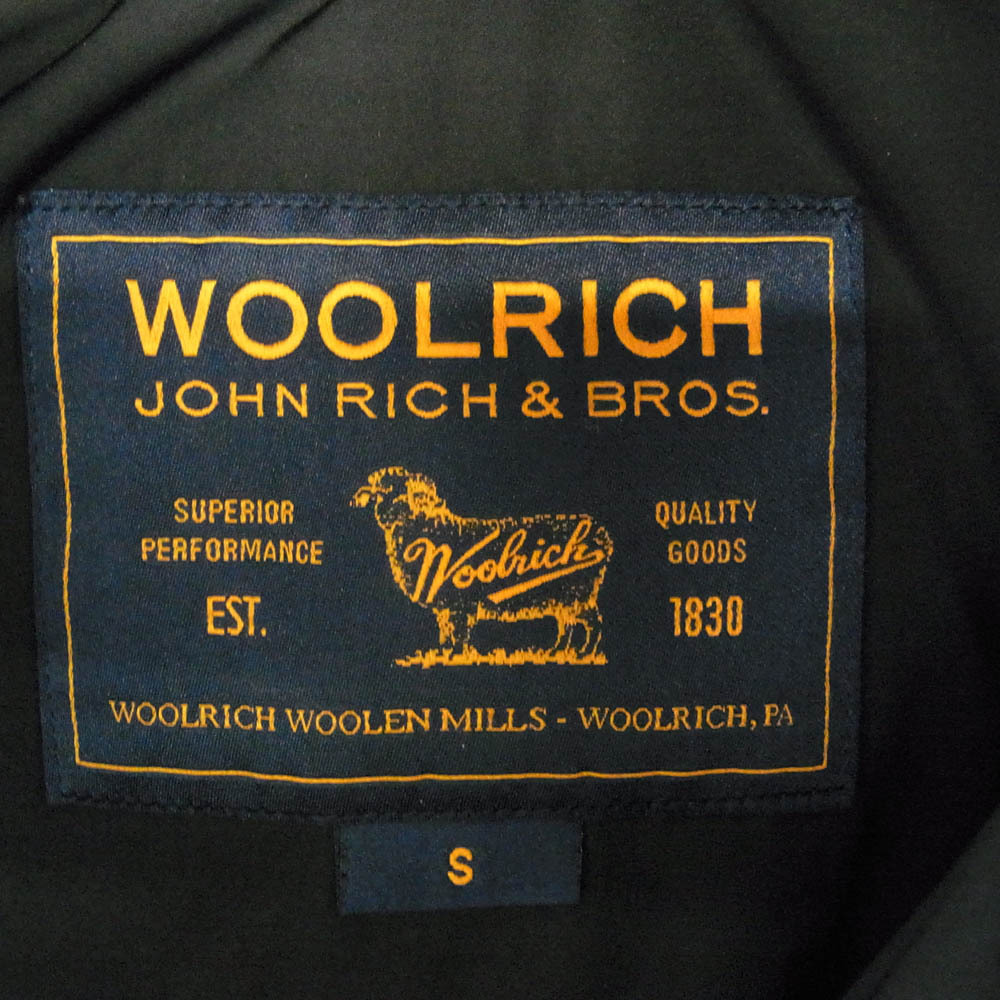 WOOLRICH
JOHN RICH & BROS.
SUPERIOR
PERFORMANCE
EST.
Woolrich
QUALITY
GOODS
1830
WOOLRICH WOOLEN MILLS - WOOLRICH, PA
S